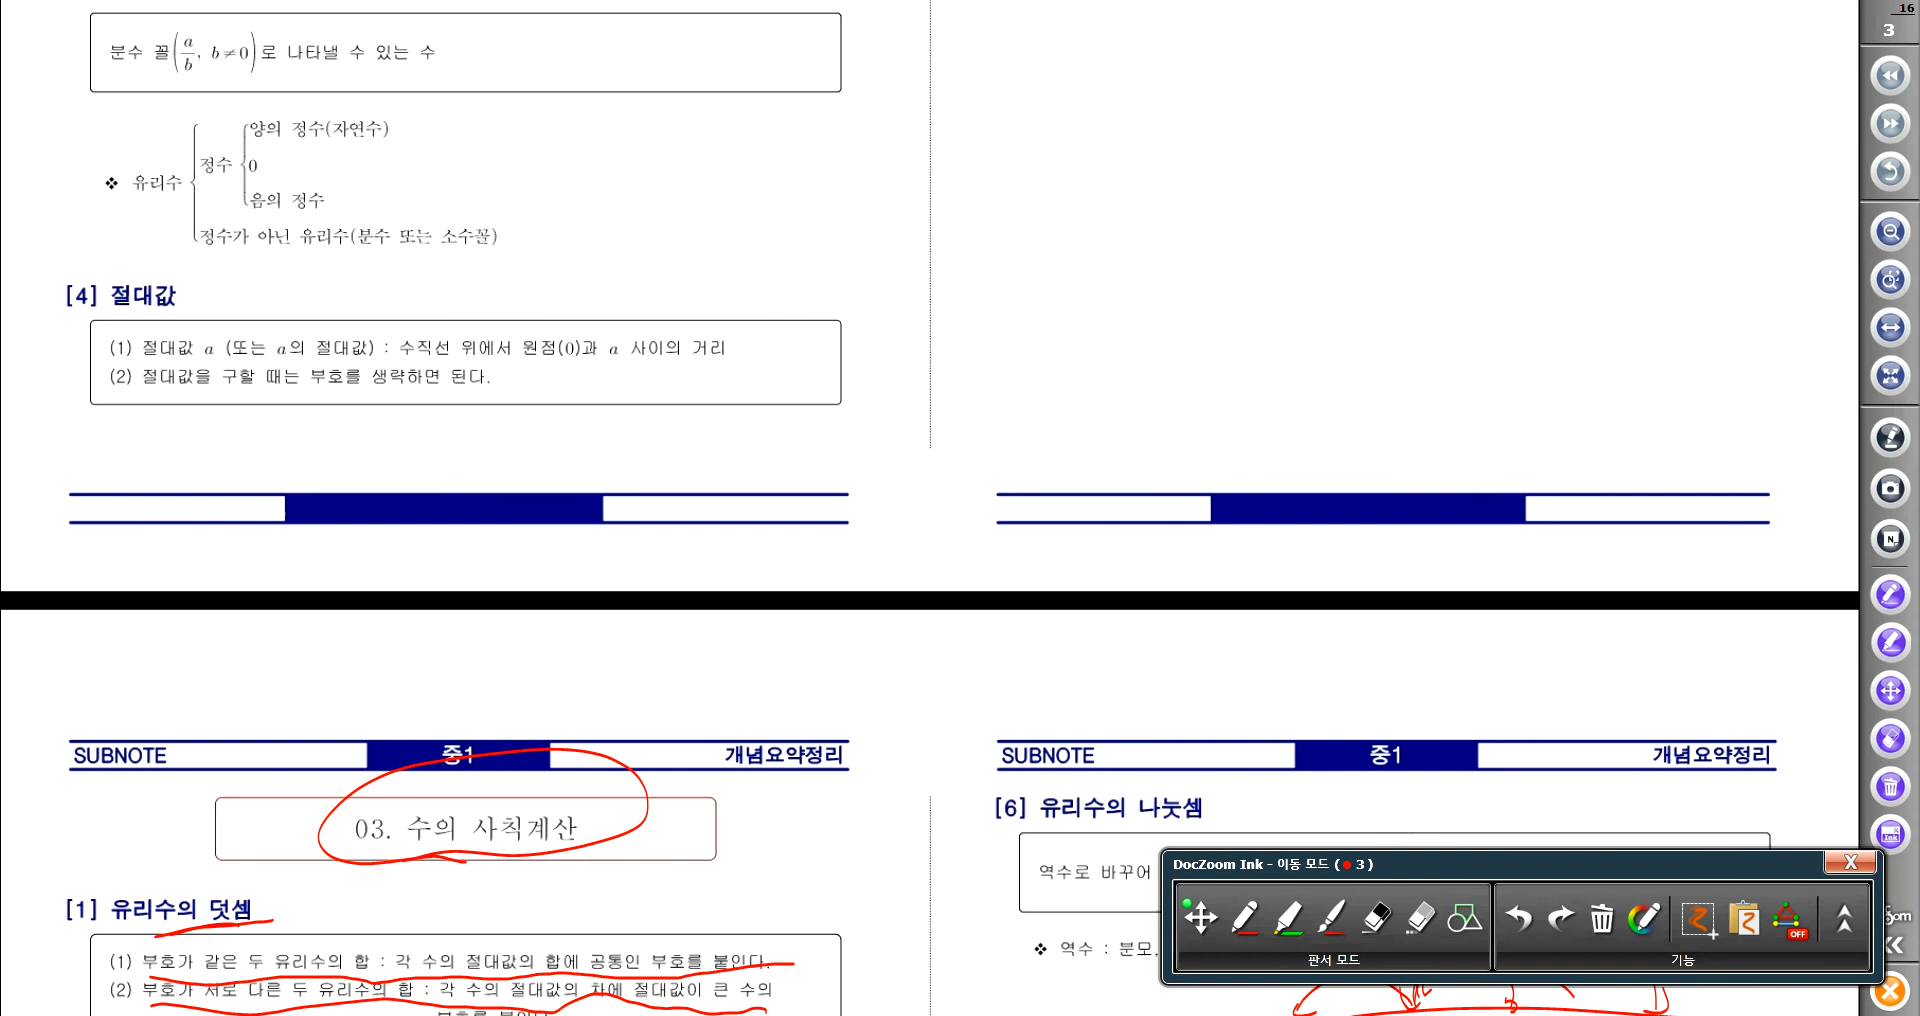 분수 꼴(a/b, b≠0)로 나타낼 수 있는 수
양의 정수(자연수)
정수 0
❖ 유리수
음의 정수
정수가 아닌 유리수(분수 또는 소수꼴)
[4] 절대값
(1) 절대값 a (또는 a의 절대값) : 수직선 위에서 원점(0)과 a 사이의 거리
(2) 절대값을 구할 때는 부호를 생략하면 된다.
SUBNOTE 중1 개념요약정리
03. 수의 사칙계산
[1] 유리수의 덧셈
(1) 부호가 같은 두 유리수의 합 : 각 수의 절대값의 합에 공통인 부호를 붙인다.
(2) 부호가 서로 다른 두 유리수의 합 : 각 수의 절대값의 차에 절대값이 큰 수의
SUBNOTE 중1 개념요약정리
[6] 유리수의 나눗셈
역수로 바꾸어
❖ 역수 : 분모,
DocZoom Ink - 이동 모드 ( 3 )
X
OFF
판서 모드 기능
16
3
N
Ink